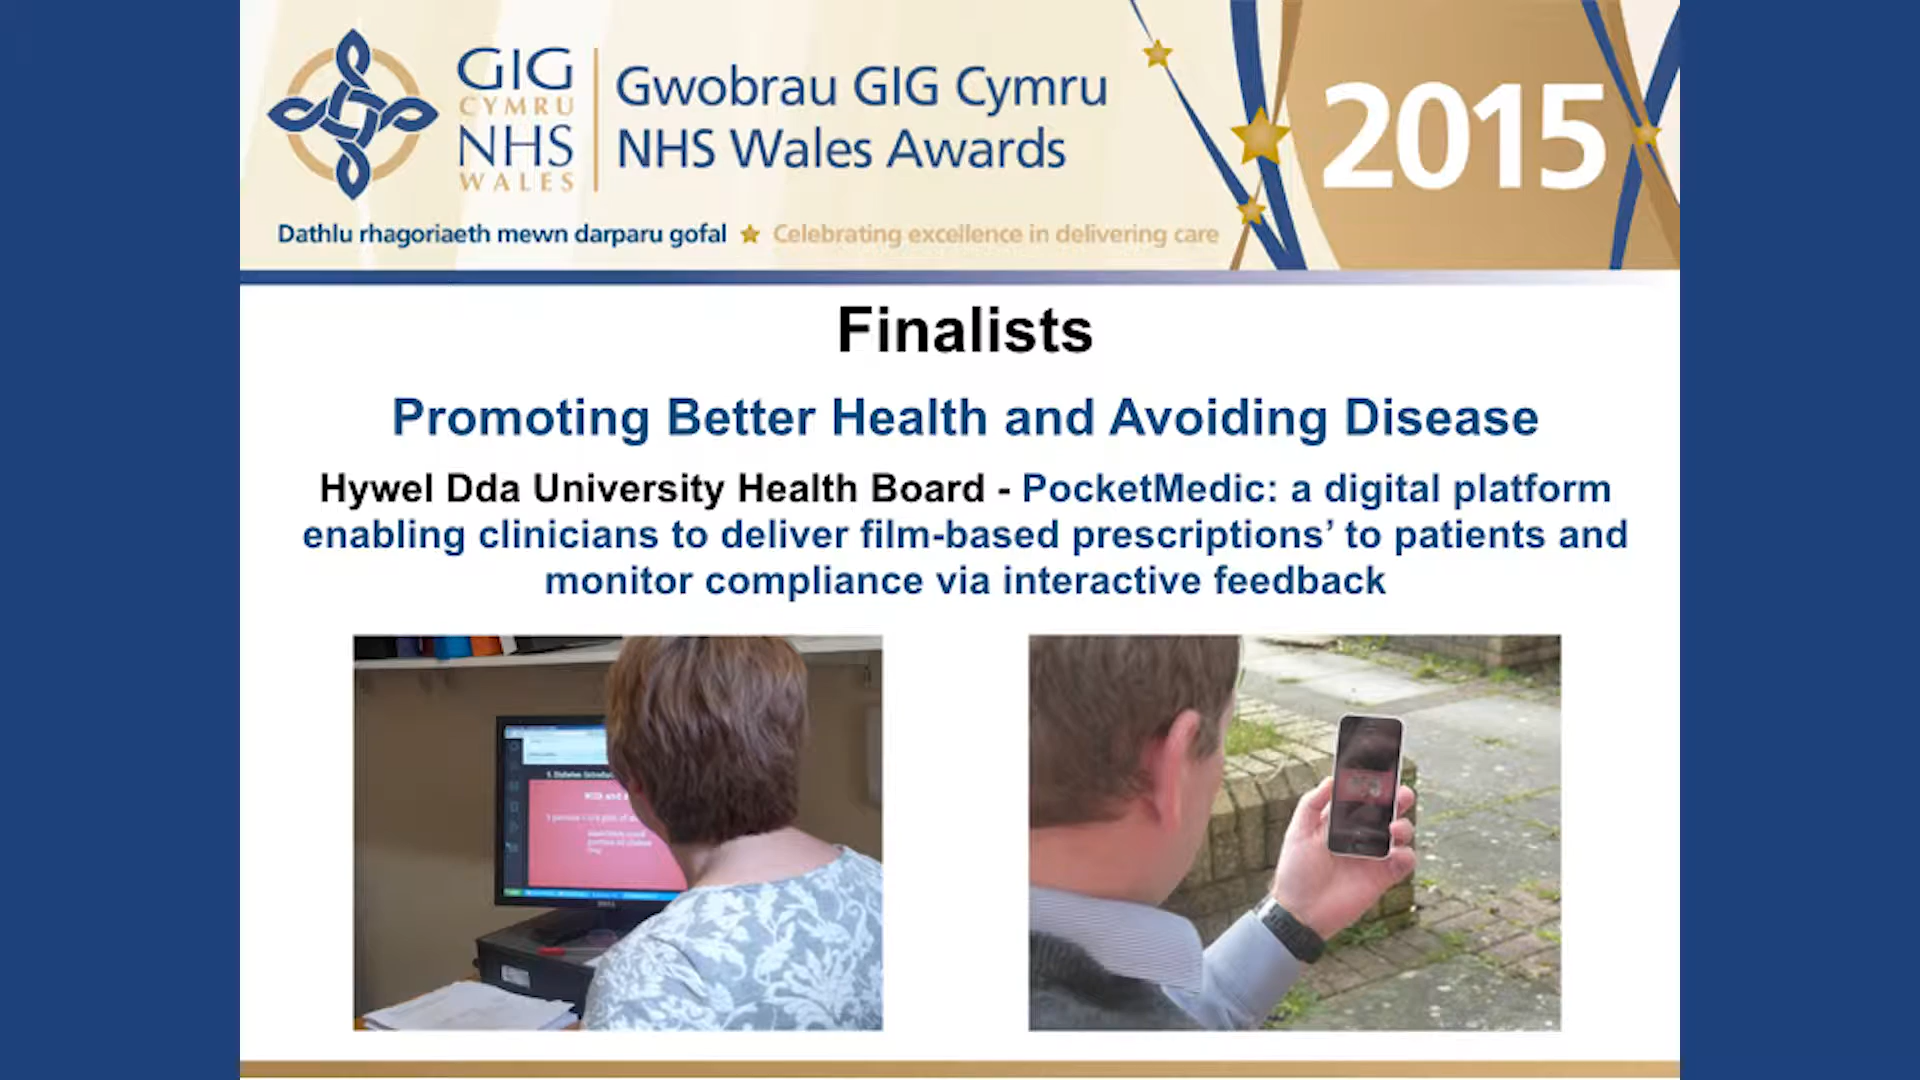 GIG
CYMRU
NHS
WALES
Gwobrau GIG Cymru
NHS Wales Awards
2015
Dathlu rhagoriaeth mewn darparu gofal ★ Celebrating excellence in delivering care
Finalists
Promoting Better Health and Avoiding Disease
Hywel Dda University Health Board - PocketMedic: a digital platform
enabling clinicians to deliver film-based prescriptions’ to patients and
monitor compliance via interactive feedback